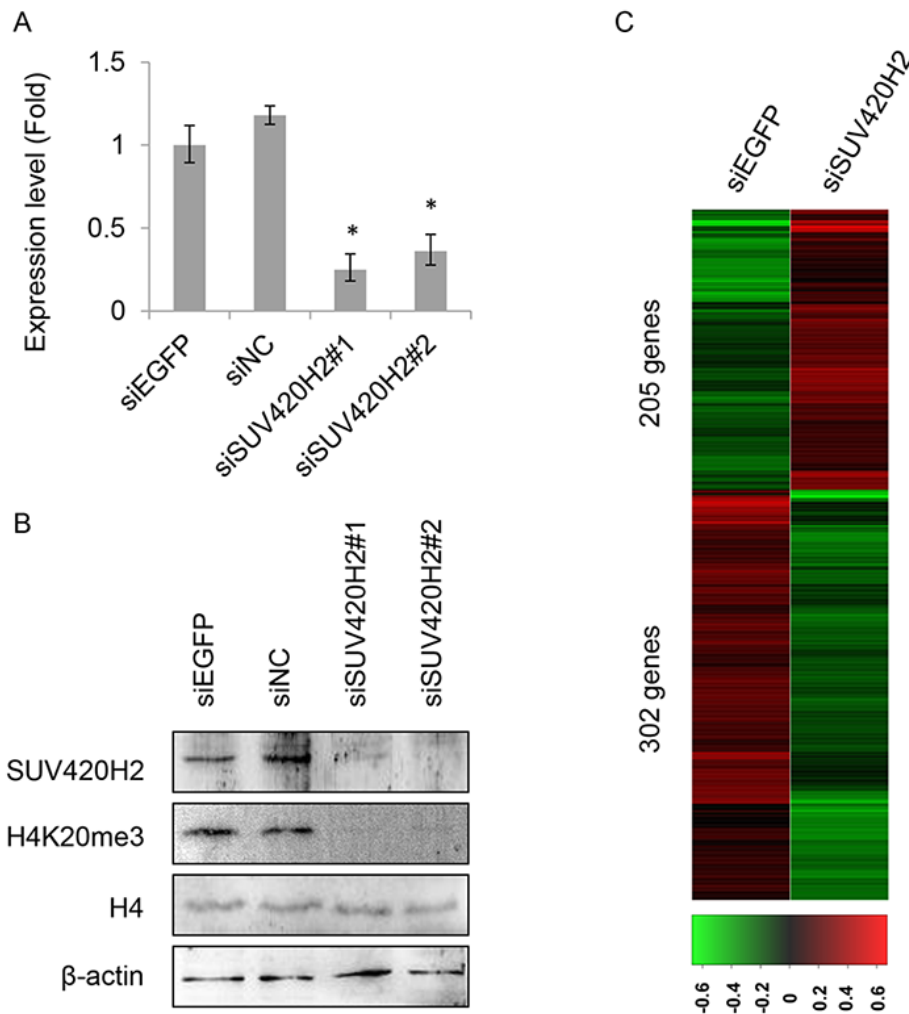 A
Expression level (Fold)
1.5
1
0.5
0
*
*
siEGFP
siNC
siSUV420H2#1
siSUV420H2#2
B
siEGFP
siNC
siSUV420H2#1
siSUV420H2#2
SUV420H2
H4K20me3
H4
β-actin
C
siEGFP
siSUV420H2
205 genes
302 genes
-0.6
-0.4
-0.2
0
0.2
0.4
0.6